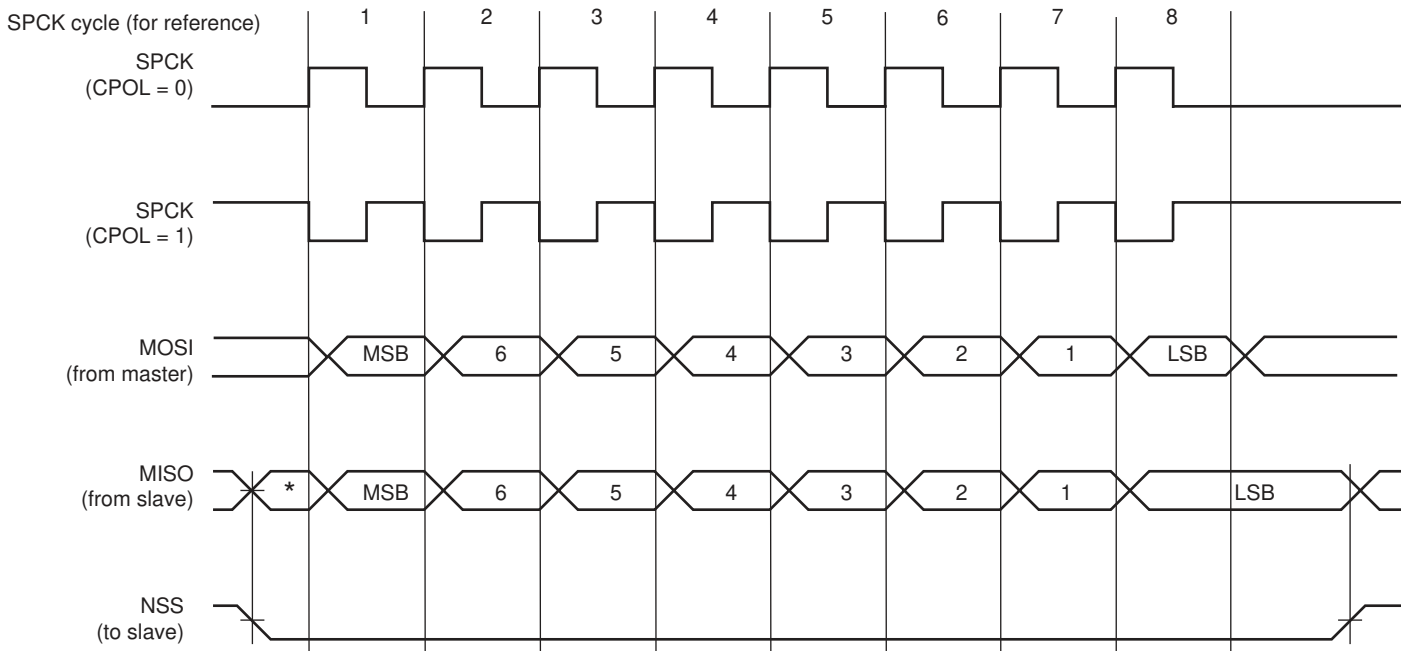 SPCK cycle (for reference) 1 2 3 4 5 6 7 8
SPCK
(CPOL = 0)
SPCK
(CPOL = 1)
MOSI
(from master)
MSB 6 5 4 3 2 1 LSB
MISO
(from slave)
* MSB 6 5 4 3 2 1 LSB
NSS
(to slave)